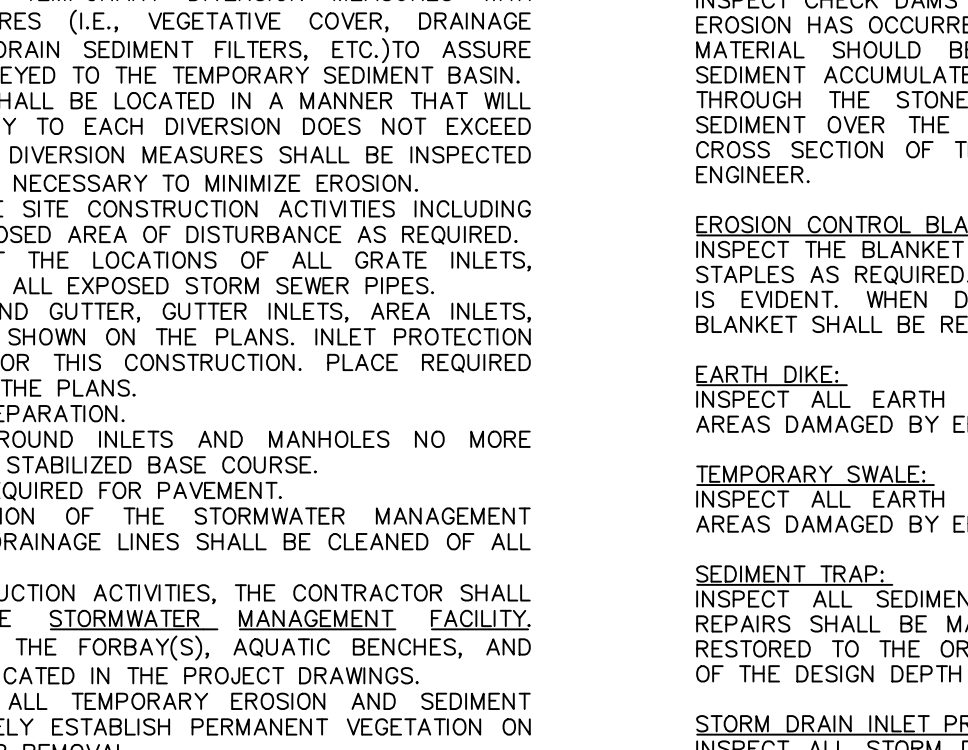 TEMPORARY DIVERSION MEASURES WITH
RES (I.E., VEGETATIVE COVER, DRAINAGE
DRAIN SEDIMENT FILTERS, ETC.)TO ASSURE
EYED TO THE TEMPORARY SEDIMENT BASIN.
HALL BE LOCATED IN A MANNER THAT WILL
Y TO EACH DIVERSION DOES NOT EXCEED
DIVERSION MEASURES SHALL BE INSPECTED
NECESSARY TO MINIMIZE EROSION.
E SITE CONSTRUCTION ACTIVITIES INCLUDING
OSED AREA OF DISTURBANCE AS REQUIRED.
T THE LOCATIONS OF ALL GRATE INLETS,
ALL EXPOSED STORM SEWER PIPES.
ND GUTTER, GUTTER INLETS, AREA INLETS,
SHOWN ON THE PLANS. INLET PROTECTION
OR THIS CONSTRUCTION. PLACE REQUIRED
THE PLANS.
EPARATION.
ROUND INLETS AND MANHOLES NO MORE
STABILIZED BASE COURSE.
EQUIRED FOR PAVEMENT.
ION OF THE STORMWATER MANAGEMENT
DRAINAGE LINES SHALL BE CLEANED OF ALL
UCTION ACTIVITIES, THE CONTRACTOR SHALL
E STORMWATER MANAGEMENT FACILITY.
THE FORBAY(S), AQUATIC BENCHES, AND
CATED IN THE PROJECT DRAWINGS.
ALL TEMPORARY EROSION AND SEDIMENT
ELY ESTABLISH PERMANENT VEGETATION ON
R REMOVAL
INSPECT CHECK DAMS
EROSION HAS OCCURRE
MATERIAL SHOULD BE
SEDIMENT ACCUMULATE
THROUGH THE STONE
SEDIMENT OVER THE
CROSS SECTION OF T
ENGINEER.
EROSION CONTROL BLA
INSPECT THE BLANKET
STAPLES AS REQUIRED.
IS EVIDENT. WHEN D
BLANKET SHALL BE RE
EARTH DIKE:
INSPECT ALL EARTH
AREAS DAMAGED BY E
TEMPORARY SWALE:
INSPECT ALL EARTH
AREAS DAMAGED BY E
SEDIMENT TRAP:
INSPECT ALL SEDIMEN
REPAIRS SHALL BE MA
RESTORED TO THE OR
OF THE DESIGN DEPTH
STORM DRAIN INLET PR
INSPECT ALL STORM D